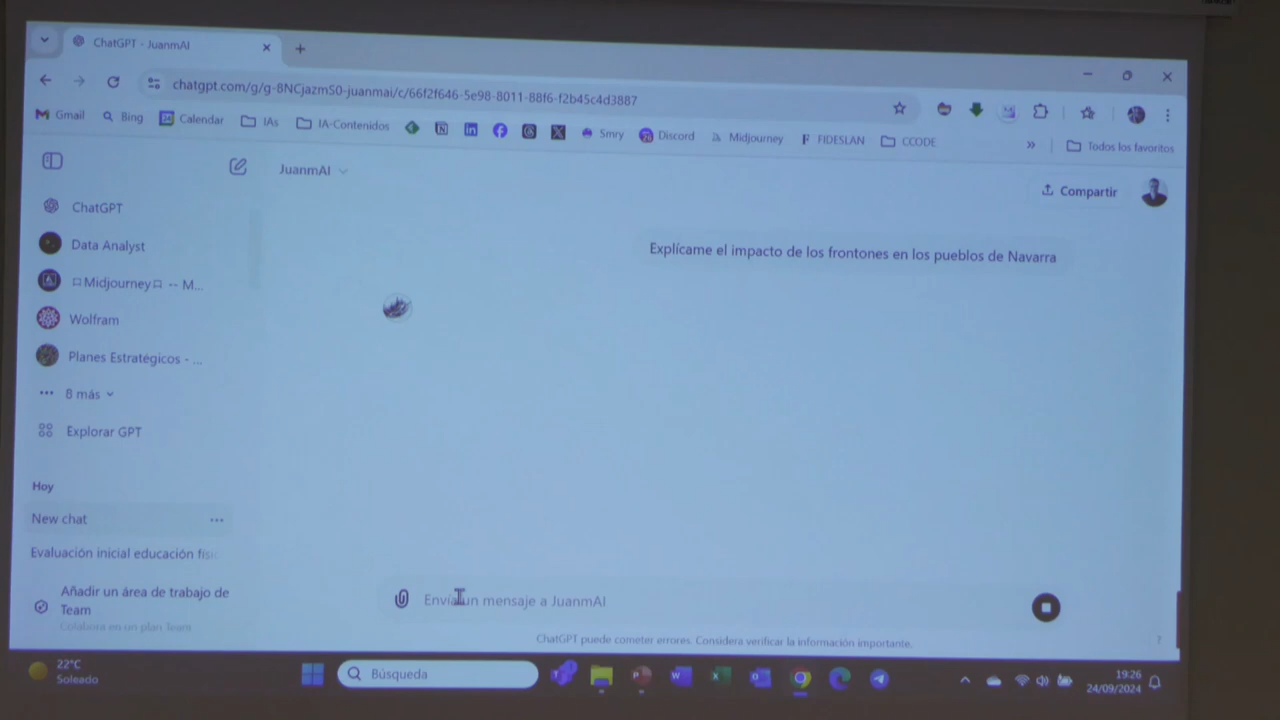 ChatGPT - JuanmAI
chatgpt.com/g/g-8NCjazmS0-juanmai/c/66f2f646-5e98-8011-88f6-f2b45c4d3887
Gmail Bing Calendar IAs IA-Contenidos Smry Discord Midjourney FIDESLAN CCODE » Todos los favoritos
JuanmAI
Compartir
ChatGPT
Data Analyst
Midjourney -- M...
Wolfram
Planes Estratégicos - ...
8 más
Explorar GPT
Hoy
New chat
Evaluación inicial educación físic
Añadir un área de trabajo de
Team
Colabora en un plan Team
Explícame el impacto de los frontones en los pueblos de Navarra
Envía un mensaje a JuanmAI
ChatGPT puede cometer errores. Considera verificar la información importante.
?
22°C
Soleado
Búsqueda
19:26
24/09/2024